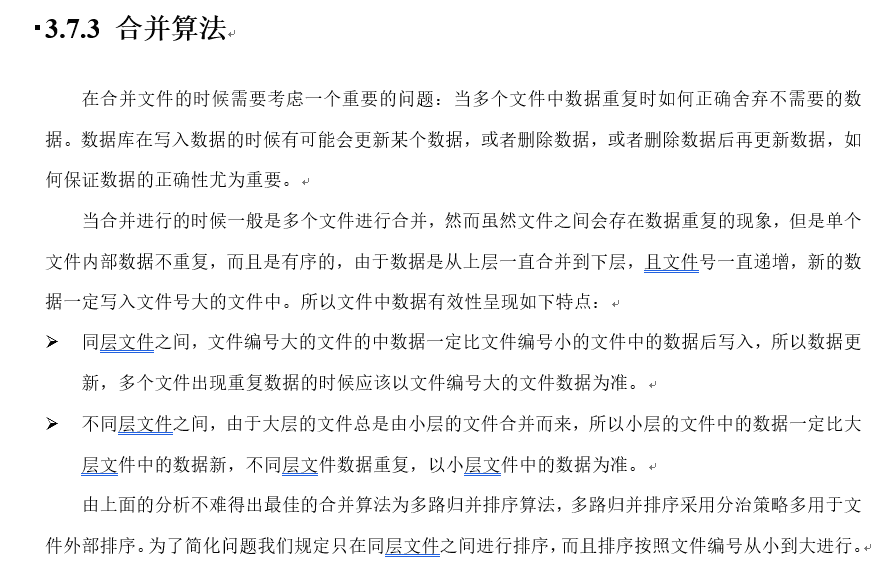 3.7.3 合并算法
在合并文件的时候需要考虑一个重要的问题：当多个文件中数据重复时如何正确舍弃不需要的数
据。数据库在写入数据的时候有可能会更新某个数据，或者删除数据，或者删除数据后再更新数据，如
何保证数据的正确性尤为重要。
当合并进行的时候一般是多个文件进行合并，然而虽然文件之间会存在数据重复的现象，但是单个
文件内部数据不重复，而且是有序的，由于数据是从上层一直合并到下层，且文件号一直递增，新的数
据一定写入文件号大的文件中。所以文件中数据有效性呈现如下特点：
➢ 同层文件之间，文件编号大的文件的中数据一定比文件编号小的文件中的数据后写入，所以数据更
新，多个文件出现重复数据的时候应该以文件编号大的文件数据为准。
➢ 不同层文件之间，由于大层的文件总是由小层的文件合并而来，所以小层的文件中的数据一定比大
层文件中的数据新，不同层文件数据重复，以小层文件中的数据为准。
由上面的分析不难得出最佳的合并算法为多路归并排序算法，多路归并排序采用分治策略多用于文
件外部排序。为了简化问题我们规定只在同层文件之间进行排序，而且排序按照文件编号从小到大进行。